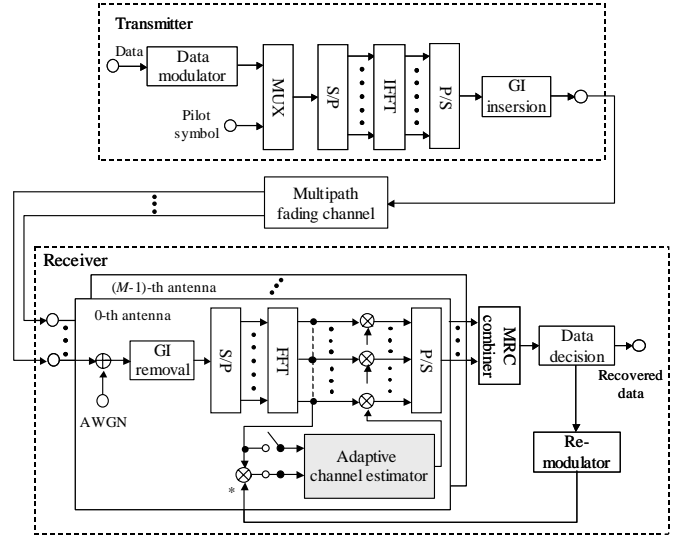 Transmitter
Data
Data
modulator
Pilot
symbol
MUX
S/P
IFFT
P/S
GI
insersion
Multipath
fading channel
Receiver
(M-1)-th antenna
0-th antenna
AWGN
GI
removal
S/P
FFT
P/S
MRC
combiner
Data
decision
Recovered
data
Adaptive
channel estimator
*
Re-
modulator